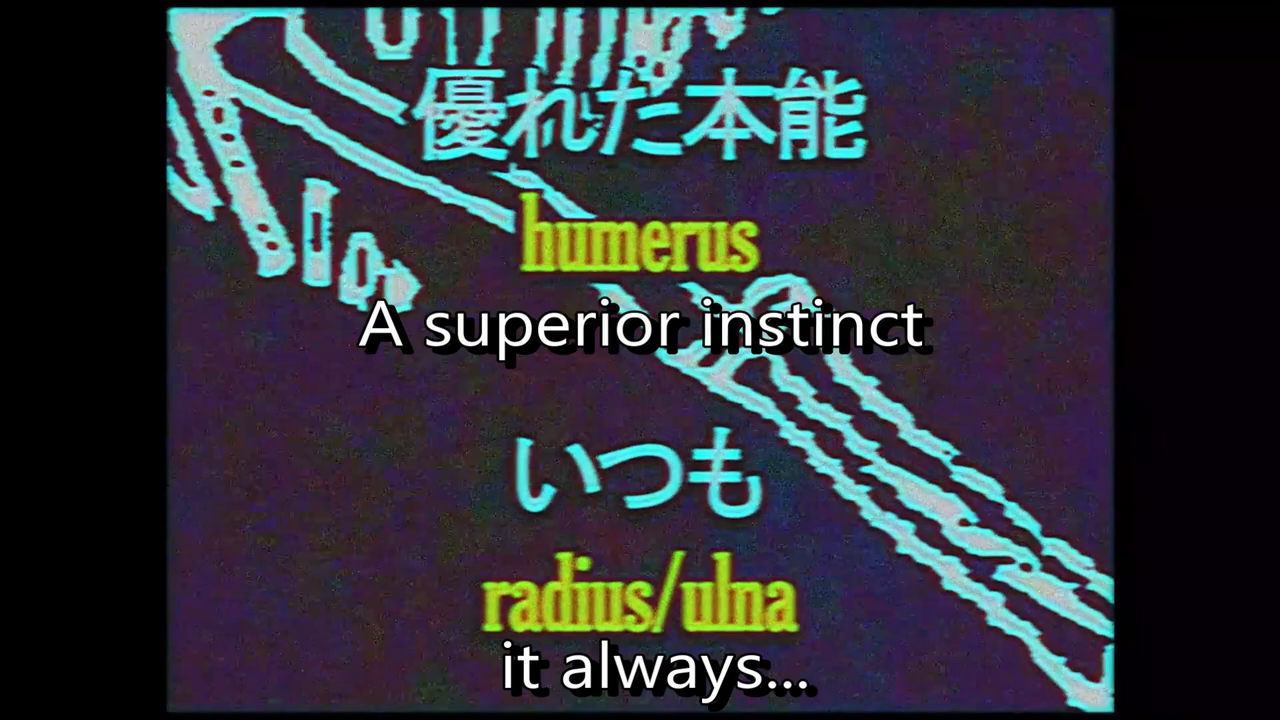 優れた本能
humerus
A superior instinct
いつも
radius/ulna
it always...